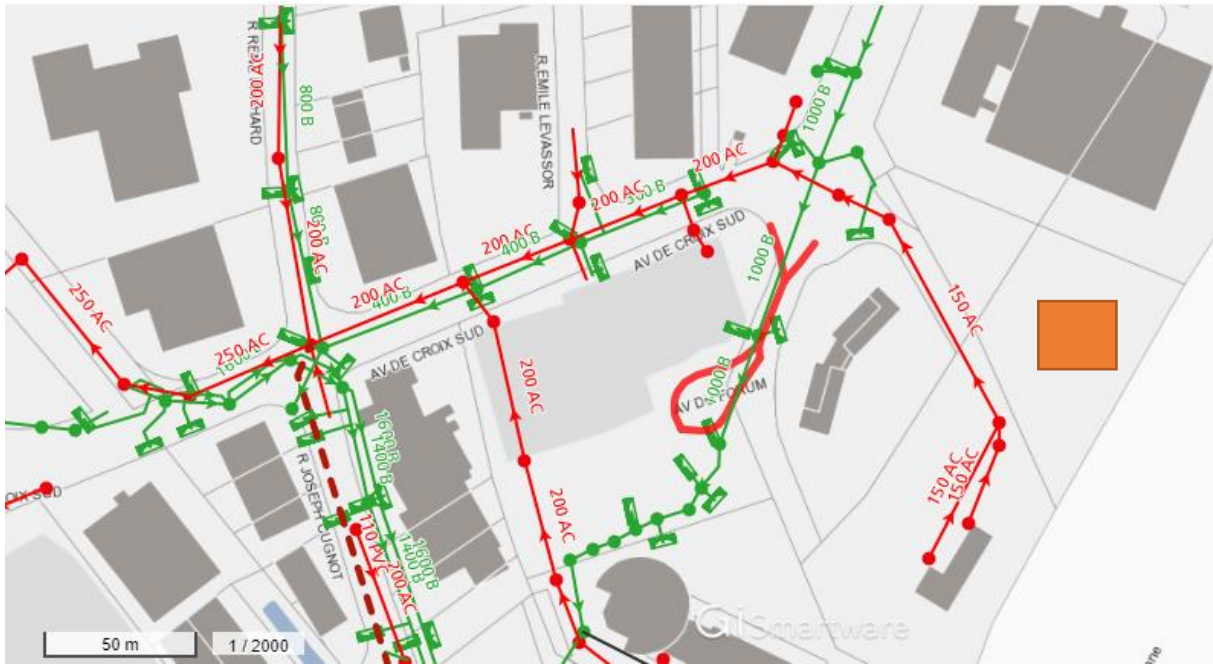 200 AC
R RE
HARD
800 B
800 B
200 AC
R EMILE LEVASSOR
1000 B
200 AC
200 AC
300 B
200 AC
400 B
AV DE CROIX SUD
1000 B
200 AC
400 B
250 AC
250 AC
1600 B
AV DE CROIX SUD
150 AC
200 AC
1000 B
AV DU FORUM
1600 B
1400 B
R JOSEPH CUGNOT
OIX SUD
150 AC
150 AC
200 AC
110 PVC
200 AC
1600 B
1400 B
GiSmartware
50 m
1 / 2000
ne